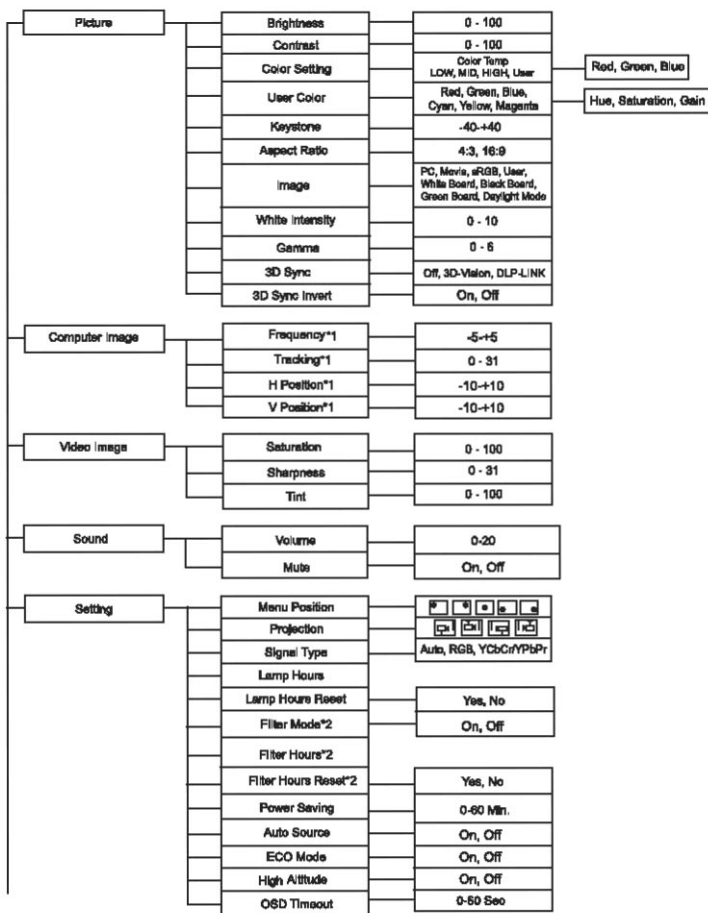 Picture
Brightness
0 - 100
Contrast
0 - 100
Color Setting
Color Temp
LOW, MID, HIGH, User
Red, Green, Blue
User Color
Red, Green, Blue,
Cyan, Yellow, Magenta
Hue, Saturation, Gain
Keystone
-40-+40
Aspect Ratio
4:3, 16:9
Image
PC, Movie, sRGB, User,
White Board, Black Board,
Green Board, Daylight Mode
White Intensity
0 - 10
Gamma
0 - 6
3D Sync
Off, 3D-Vision, DLP-LINK
3D Sync Invert
On, Off
Computer Image
Frequency*1
-5-+5
Tracking*1
0 - 31
H Position*1
-10-+10
V Position*1
-10-+10
Video Image
Saturation
0 - 100
Sharpness
0 - 31
Tint
0 - 100
Sound
Volume
0-20
Mute
On, Off
Setting
Menu Position
Projection
Signal Type
Auto, RGB, YCbCr/YPbPr
Lamp Hours
Lamp Hours Reset
Yes, No
Filter Mode*2
On, Off
Filter Hours*2
Filter Hours Reset*2
Yes, No
Power Saving
0-60 Min.
Auto Source
On, Off
ECO Mode
On, Off
High Altitude
On, Off
OSD Timeout
0-60 Sec